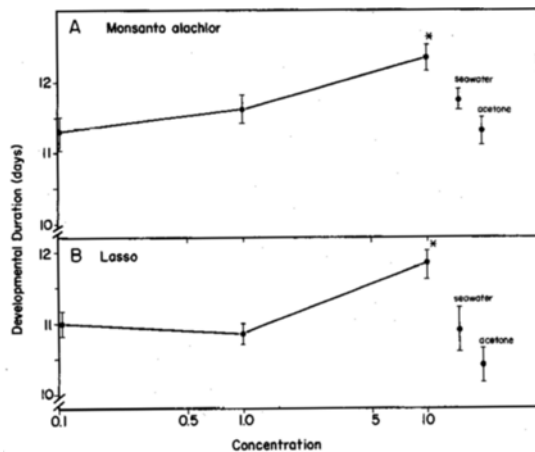 A Monsanto alachlor
*
12
seawater
acetone
11
10
Developmental Duration (days)
B Lasso
*
12
seawater
11
acetone
10
0.1 0.5 1.0 5 10
Concentration